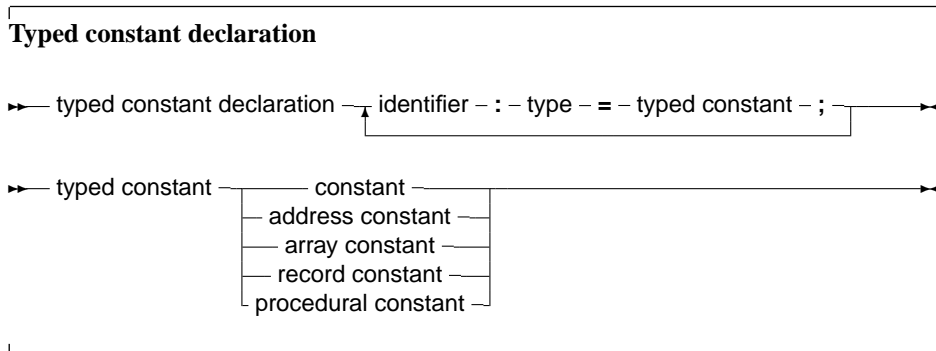 Typed constant declaration
typed constant declaration identifier : type = typed constant ;
typed constant constant
address constant
array constant
record constant
procedural constant